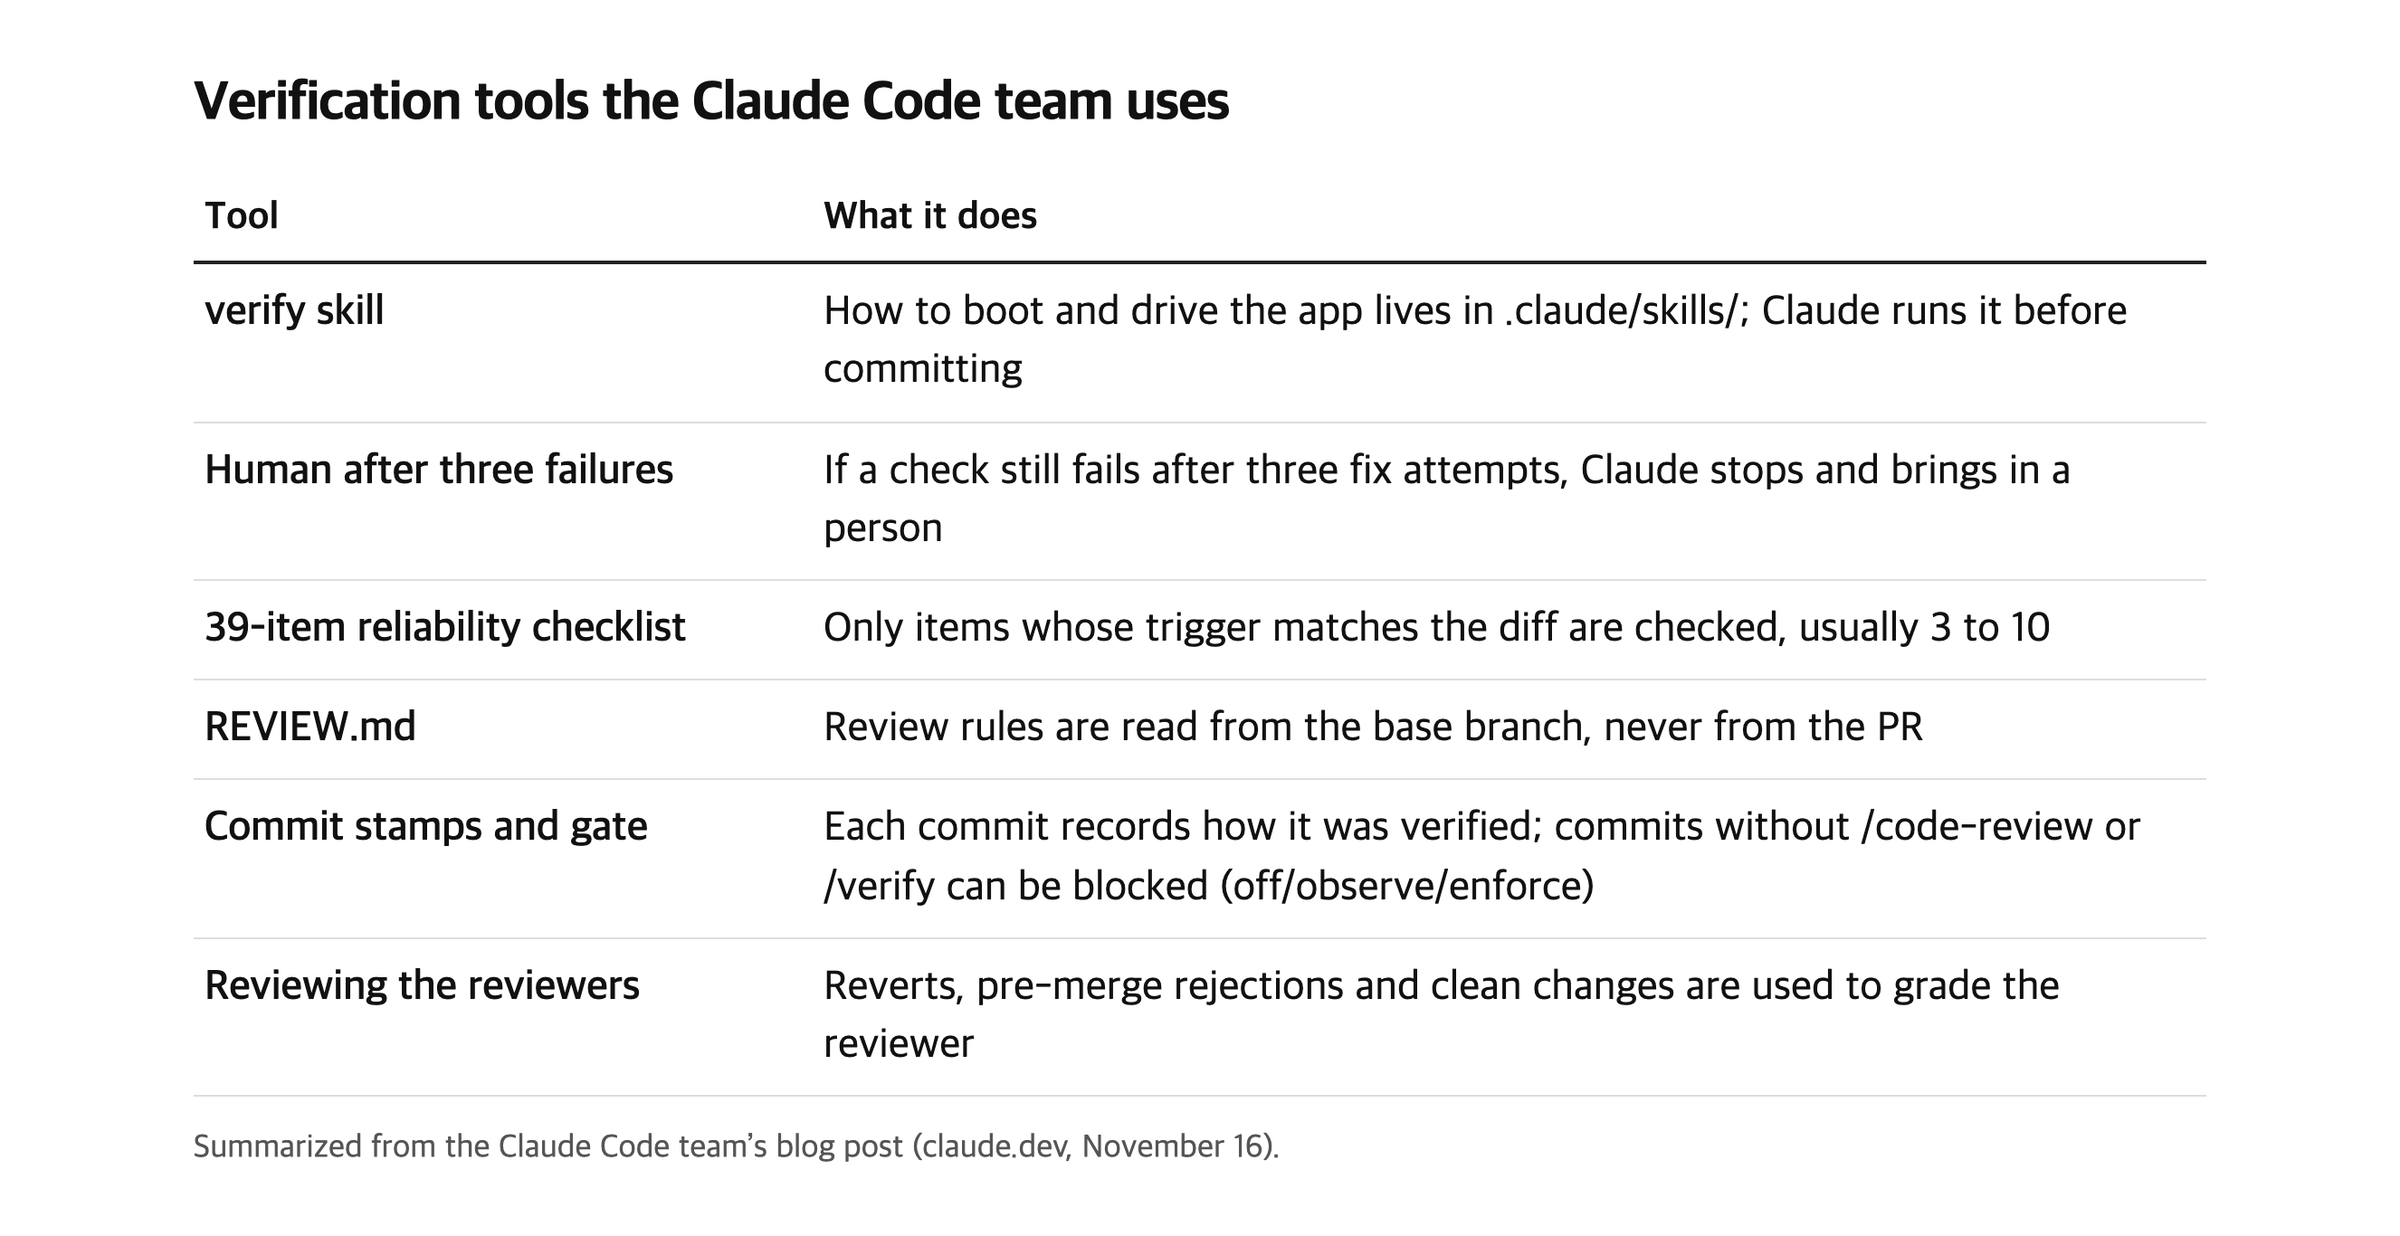 Verification tools the Claude Code team uses
Tool
What it does
verify skill
How to boot and drive the app lives in .claude/skills/; Claude runs it before
committing
Human after three failures
If a check still fails after three fix attempts, Claude stops and brings in a
person
39-item reliability checklist
Only items whose trigger matches the diff are checked, usually 3 to 10
REVIEW.md
Review rules are read from the base branch, never from the PR
Commit stamps and gate
Each commit records how it was verified; commits without /code-review or
/verify can be blocked (off/observe/enforce)
Reviewing the reviewers
Reverts, pre-merge rejections and clean changes are used to grade the
reviewer
Summarized from the Claude Code team’s blog post (claude.dev, November 16).